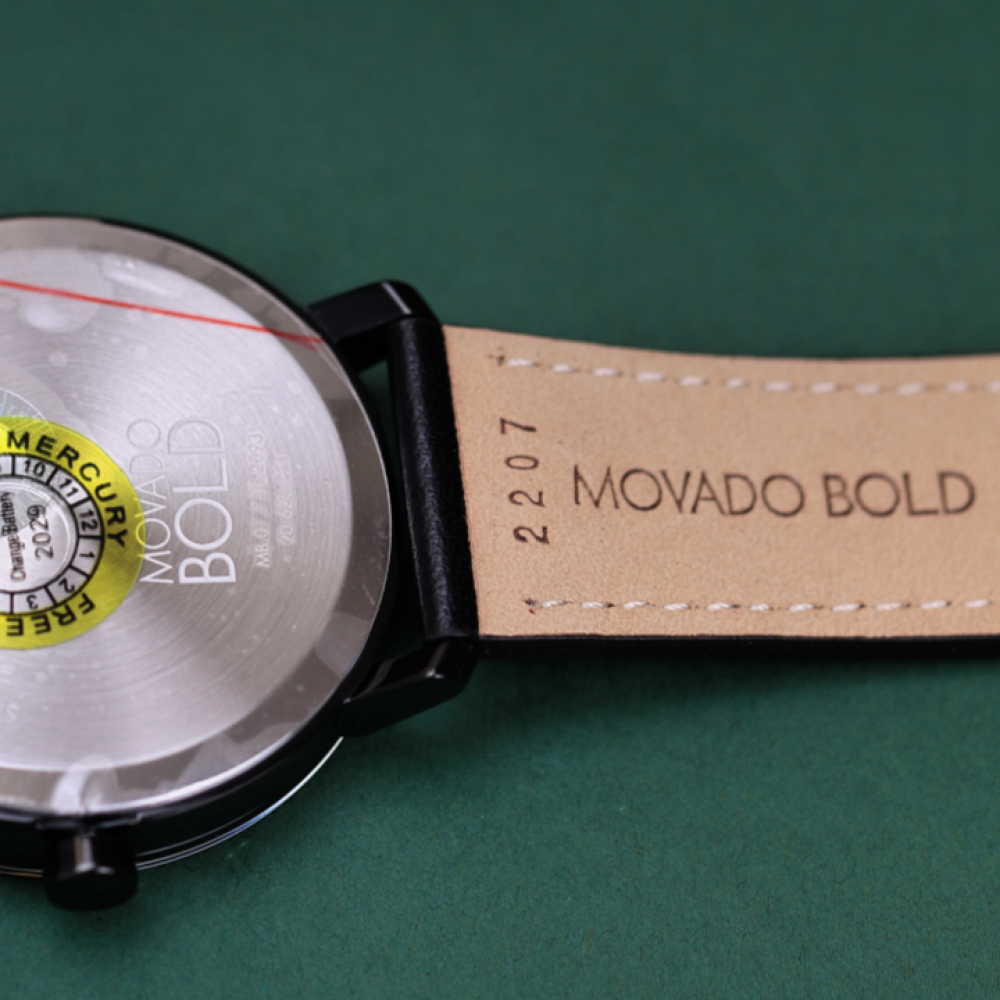 MERCURY
FREE
10
11
12
1
2
3
Change Battery
2029
MOVADO
BOLD
2207
MOVADO BOLD